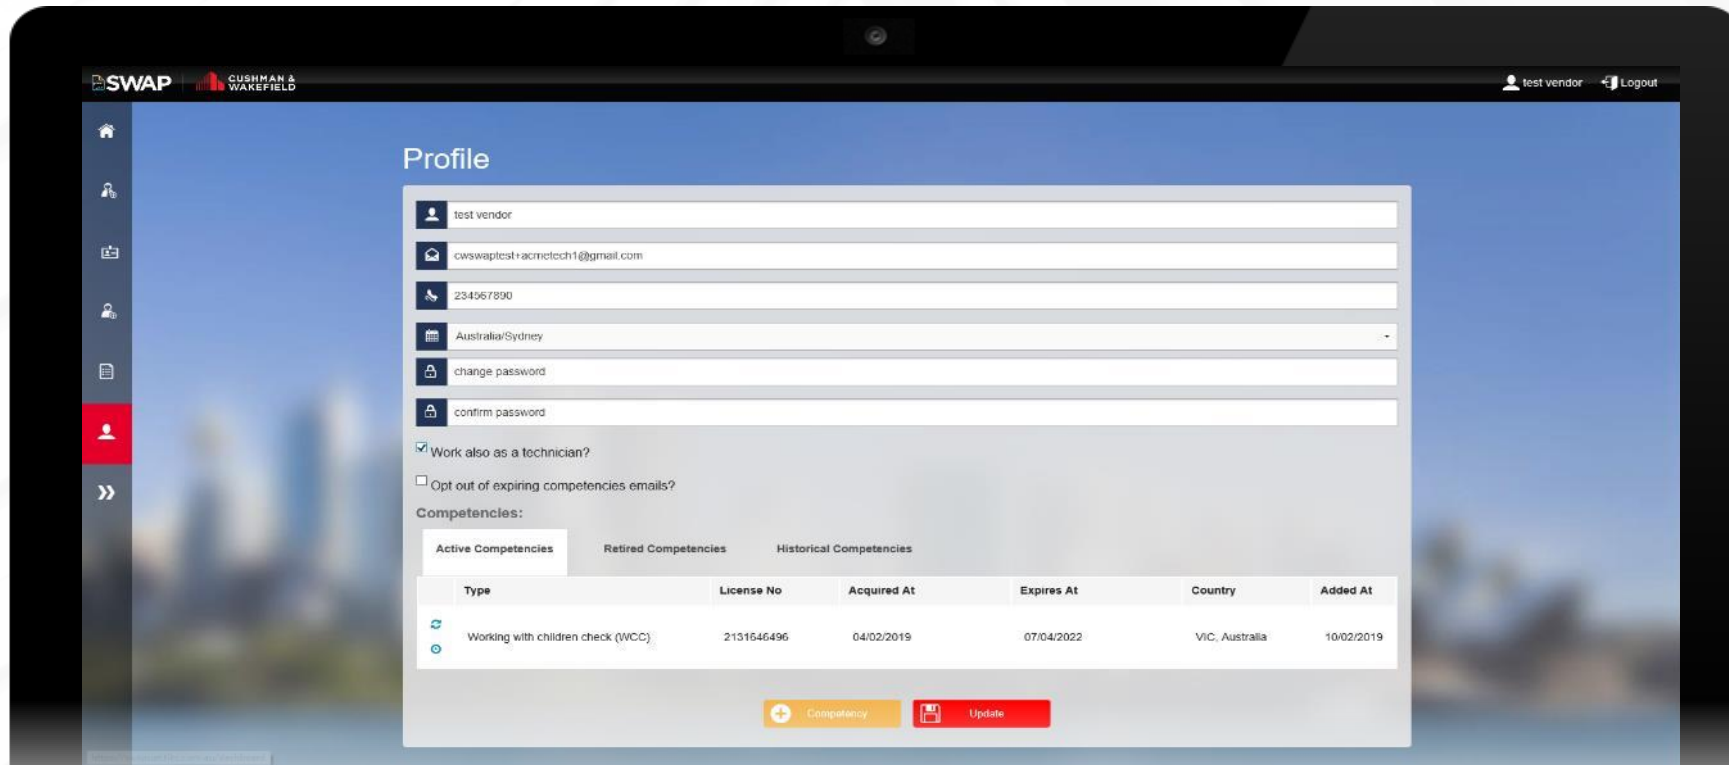 SWAP CUSHMAN &
WAKEFIELD
test vendor Logout
Profile
test vendor
cwswaptest+acmetech1@gmail.com
234567890
Australia/Sydney
change password
confirm password
Work also as a technician?
Opt out of expiring competencies emails?
Competencies:
Active Competencies Retired Competencies Historical Competencies
Type License No Acquired At Expires At Country Added At
Working with children check (WCC) 2131646496 04/02/2019 07/04/2022 VIC, Australia 10/02/2019
Competency Update